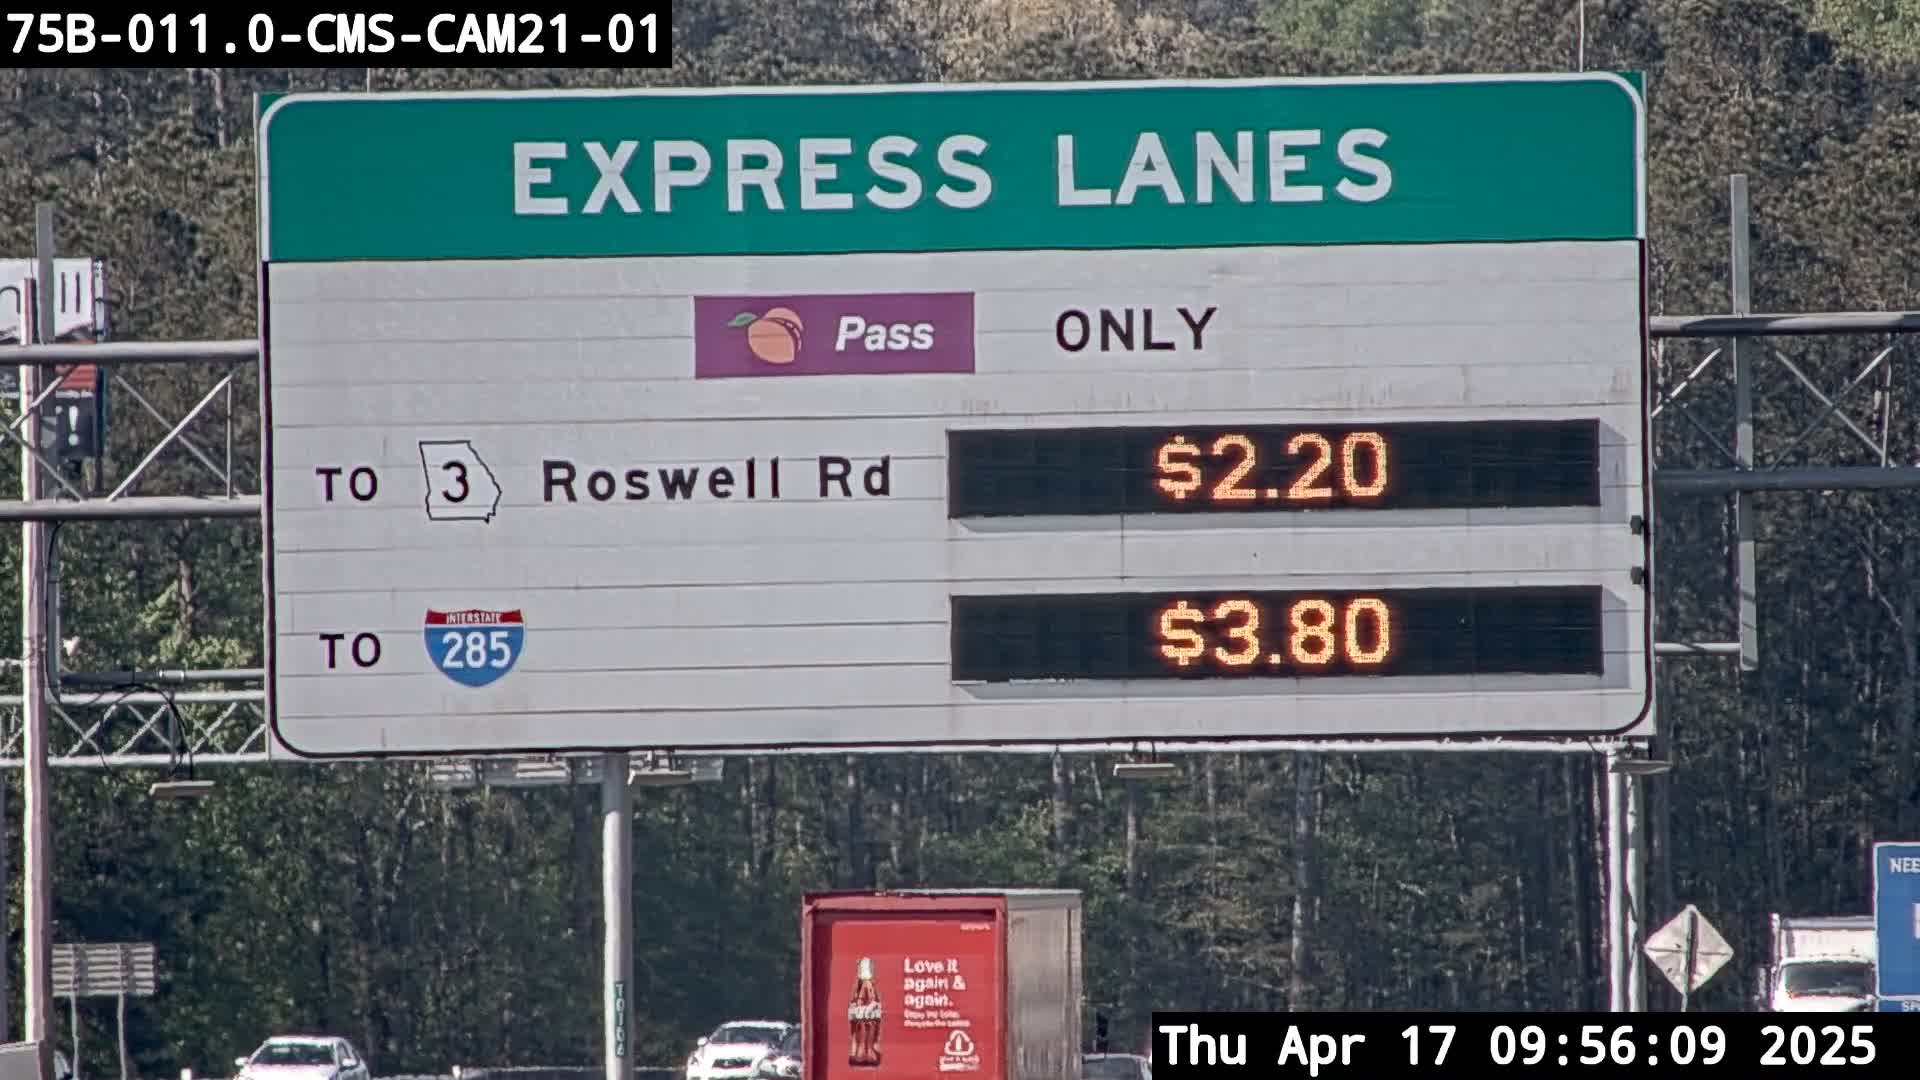 75B-011.0-CMS-CAM21-01
EXPRESS LANES
Pass ONLY
TO 3 Roswell Rd $2.20
TO INTERSTATE 285 $3.80
NEE
Love it
again &
again.
Thu Apr 17 09:56:09 2025